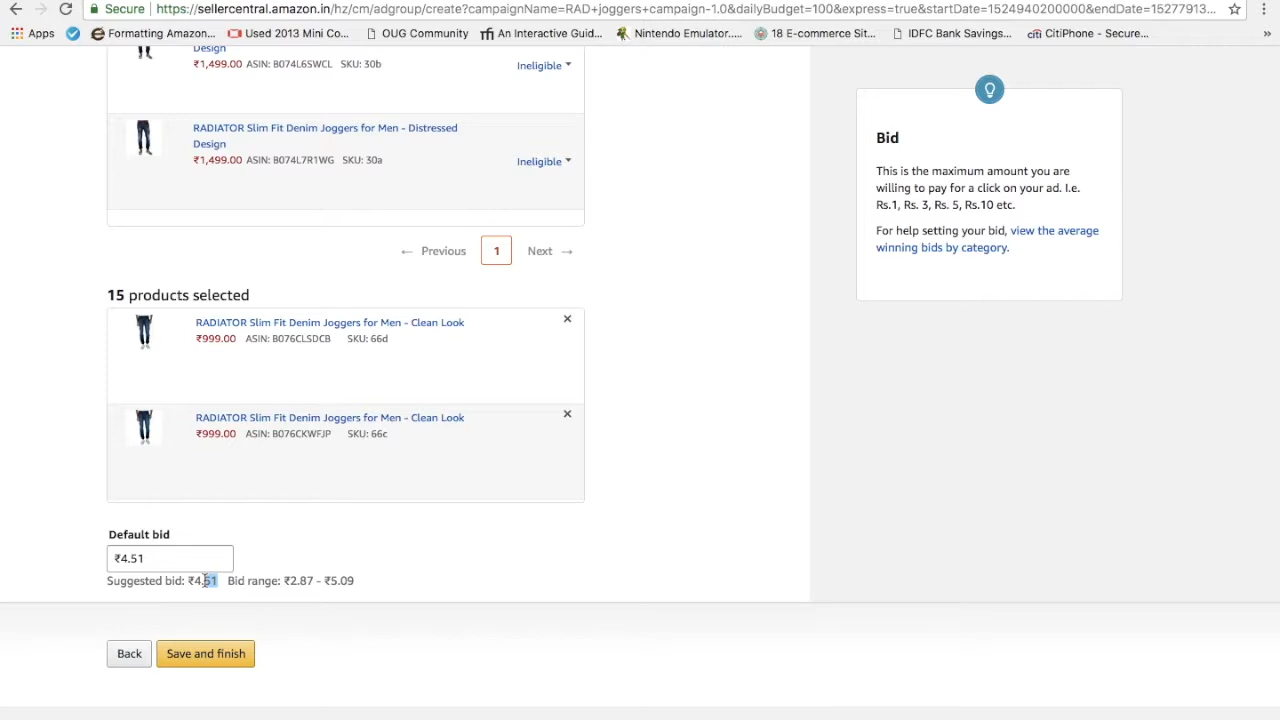 Secure https://sellercentral.amazon.in/hz/cm/adgroup/create?campaignName=RAD+joggers+campaign-1.0&dailyBudget=100&express=true&startDate=1524940200000&endDate=15277913...
Apps Formatting Amazon... Used 2013 Mini Co... OUG Community An Interactive Guid... Nintendo Emulator.... 18 E-commerce Sit... IDFC Bank Savings... CitiPhone - Secure... »
Design
₹1,499.00 ASIN: B074L6SWCL SKU: 30b
Ineligible
RADIATOR Slim Fit Denim Joggers for Men - Distressed
Design
₹1,499.00 ASIN: B074L7R1WG SKU: 30a
Ineligible
← Previous 1 Next →
15 products selected
RADIATOR Slim Fit Denim Joggers for Men - Clean Look
₹999.00 ASIN: B076CLSDCB SKU: 66d
RADIATOR Slim Fit Denim Joggers for Men - Clean Look
₹999.00 ASIN: B076CKWFJP SKU: 66c
Default bid
₹4.51
Suggested bid: ₹4.51 Bid range: ₹2.87 - ₹5.09
Back Save and finish
Bid
This is the maximum amount you are
willing to pay for a click on your ad. I.e.
Rs.1, Rs. 3, Rs. 5, Rs.10 etc.
For help setting your bid, view the average
winning bids by category.